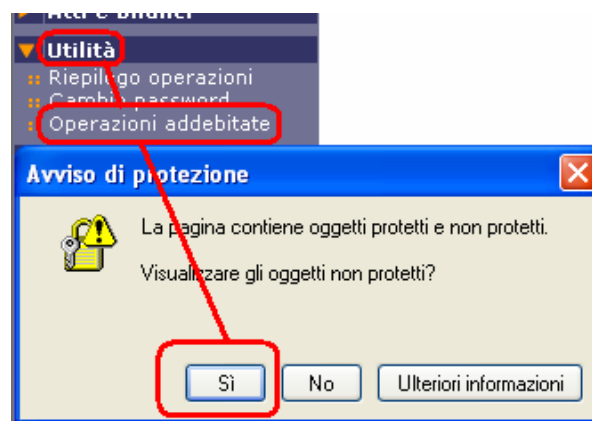 Atti e bilanci
Utilità
Riepilogo operazioni
Cambio password
Operazioni addebitate
Avviso di protezione
La pagina contiene oggetti protetti e non protetti.
Visualizzare gli oggetti non protetti?
Sì
No
Ulteriori informazioni